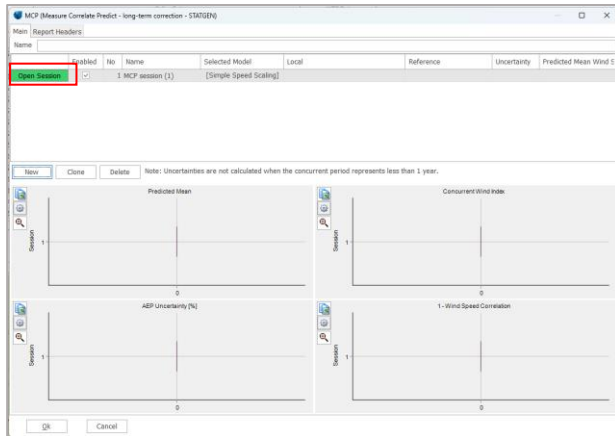 MCP (Measure Correlate Predict - long-term correction - STATGEN)
Main Report Headers
Name
Enabled No Name Selected Model Local Reference Uncertainty Predicted Mean Wind S
Open Session 1 MCP session (1) [Simple Speed Scaling]
New Clone Delete Note: Uncertainties are not calculated when the concurrent period represents less than 1 year.
Predicted Mean Concurrent Wind Index
Session Session
1 1
0 0
AEP Uncertainty [%] 1 - Wind Speed Correlation
Session Session
1 1
0 0
Ok Cancel